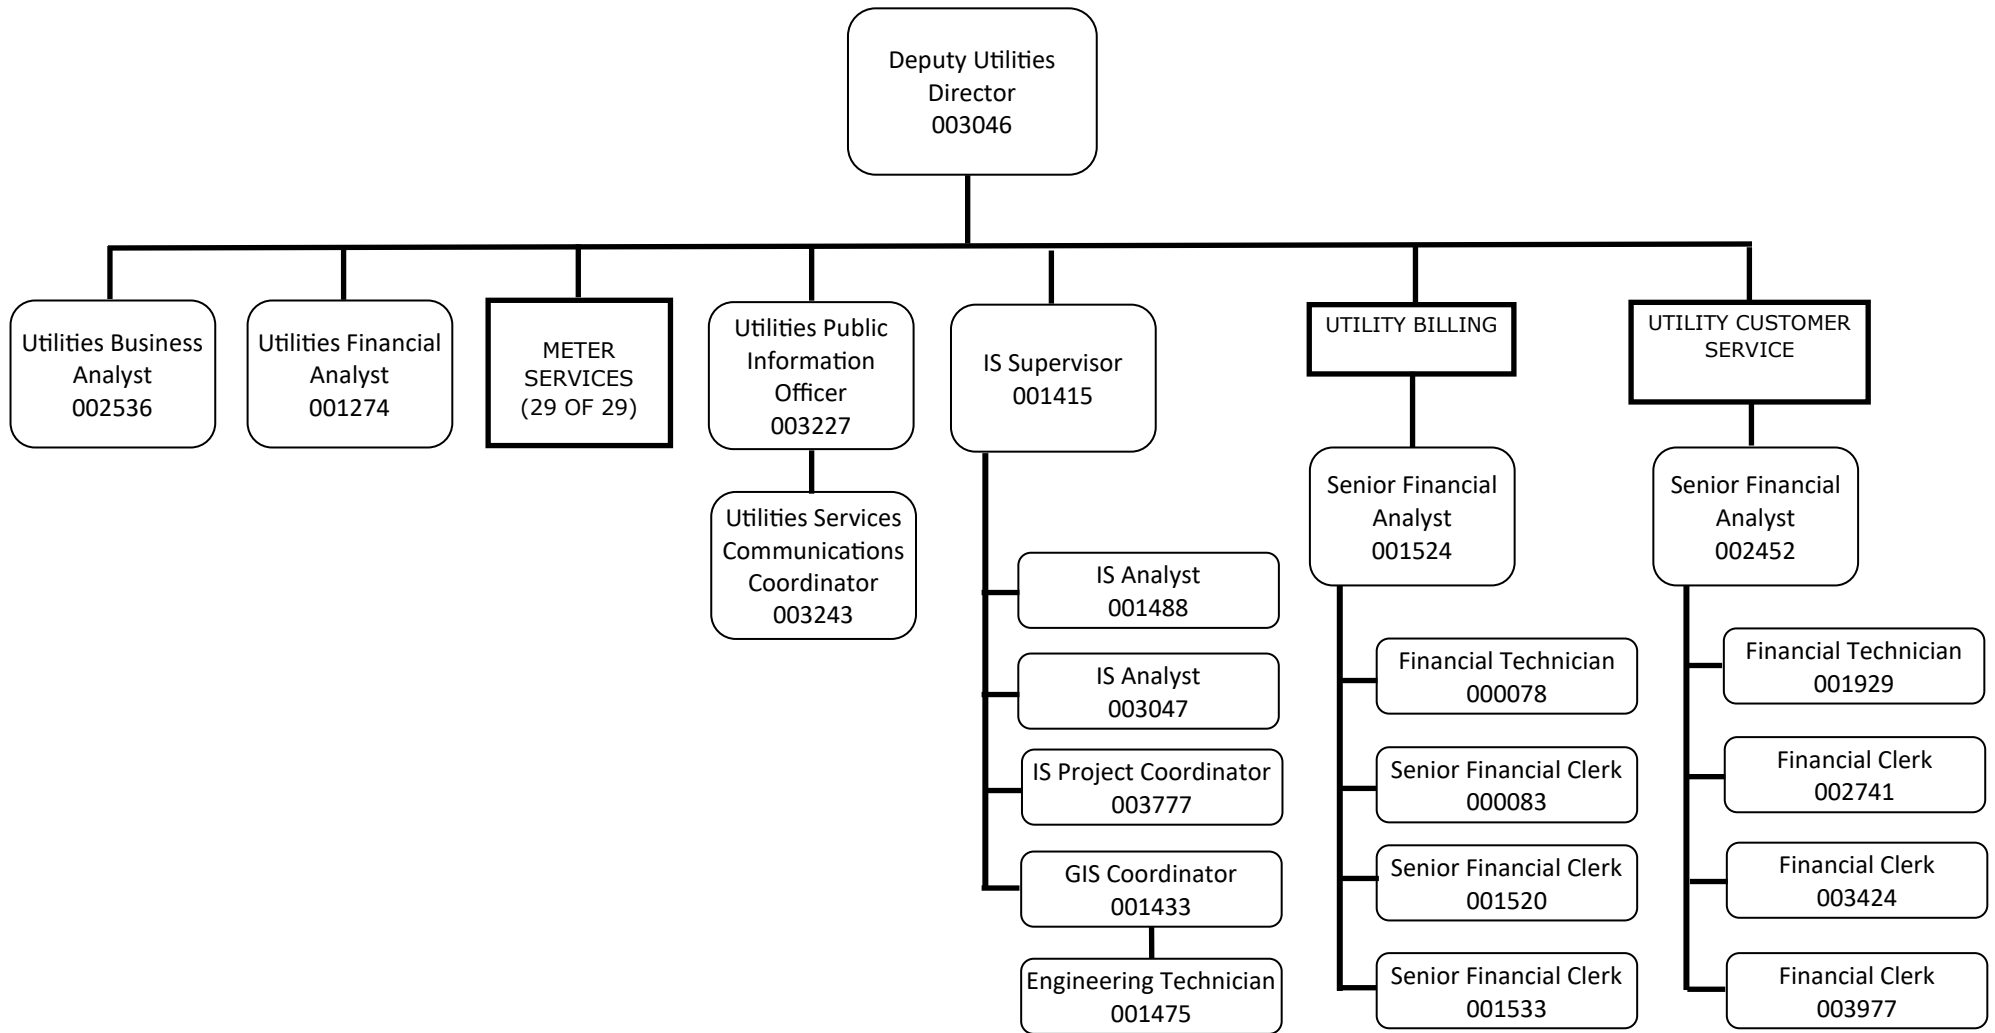 Deputy Utilities
Director
003046
Utilities Business
Analyst
002536
Utilities Financial
Analyst
001274
METER
SERVICES
(29 OF 29)
Utilities Public
Information
Officer
003227
Utilities Services
Communications
Coordinator
003243
IS Supervisor
001415
IS Analyst
001488
IS Analyst
003047
IS Project Coordinator
003777
GIS Coordinator
001433
Engineering Technician
001475
UTILITY BILLING
Senior Financial
Analyst
001524
Financial Technician
000078
Senior Financial Clerk
000083
Senior Financial Clerk
001520
Senior Financial Clerk
001533
UTILITY CUSTOMER
SERVICE
Senior Financial
Analyst
002452
Financial Technician
001929
Financial Clerk
002741
Financial Clerk
003424
Financial Clerk
003977